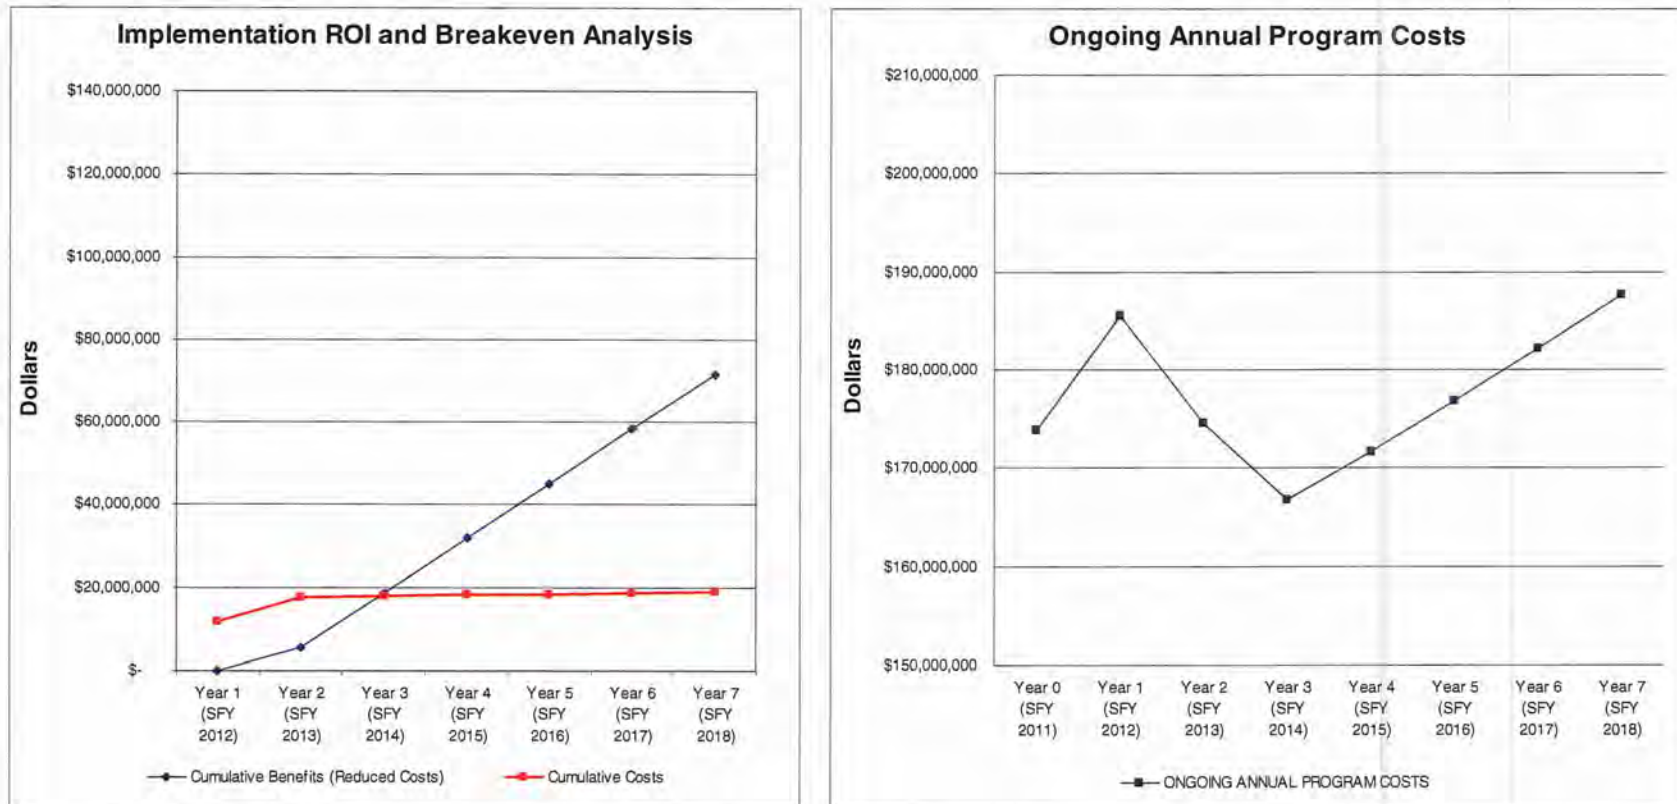 Implementation ROI and Breakeven Analysis
$140,000,000
$120,000,000
$100,000,000
$80,000,000
$60,000,000
$40,000,000
$20,000,000
$-
Dollars
Year 1 (SFY 2012)
Year 2 (SFY 2013)
Year 3 (SFY 2014)
Year 4 (SFY 2015)
Year 5 (SFY 2016)
Year 6 (SFY 2017)
Year 7 (SFY 2018)
Cumulative Benefits (Reduced Costs)
Cumulative Costs
Ongoing Annual Program Costs
$210,000,000
$200,000,000
$190,000,000
$180,000,000
$170,000,000
$160,000,000
$150,000,000
Dollars
Year 0 (SFY 2011)
Year 1 (SFY 2012)
Year 2 (SFY 2013)
Year 3 (SFY 2014)
Year 4 (SFY 2015)
Year 5 (SFY 2016)
Year 6 (SFY 2017)
Year 7 (SFY 2018)
ONGOING ANNUAL PROGRAM COSTS